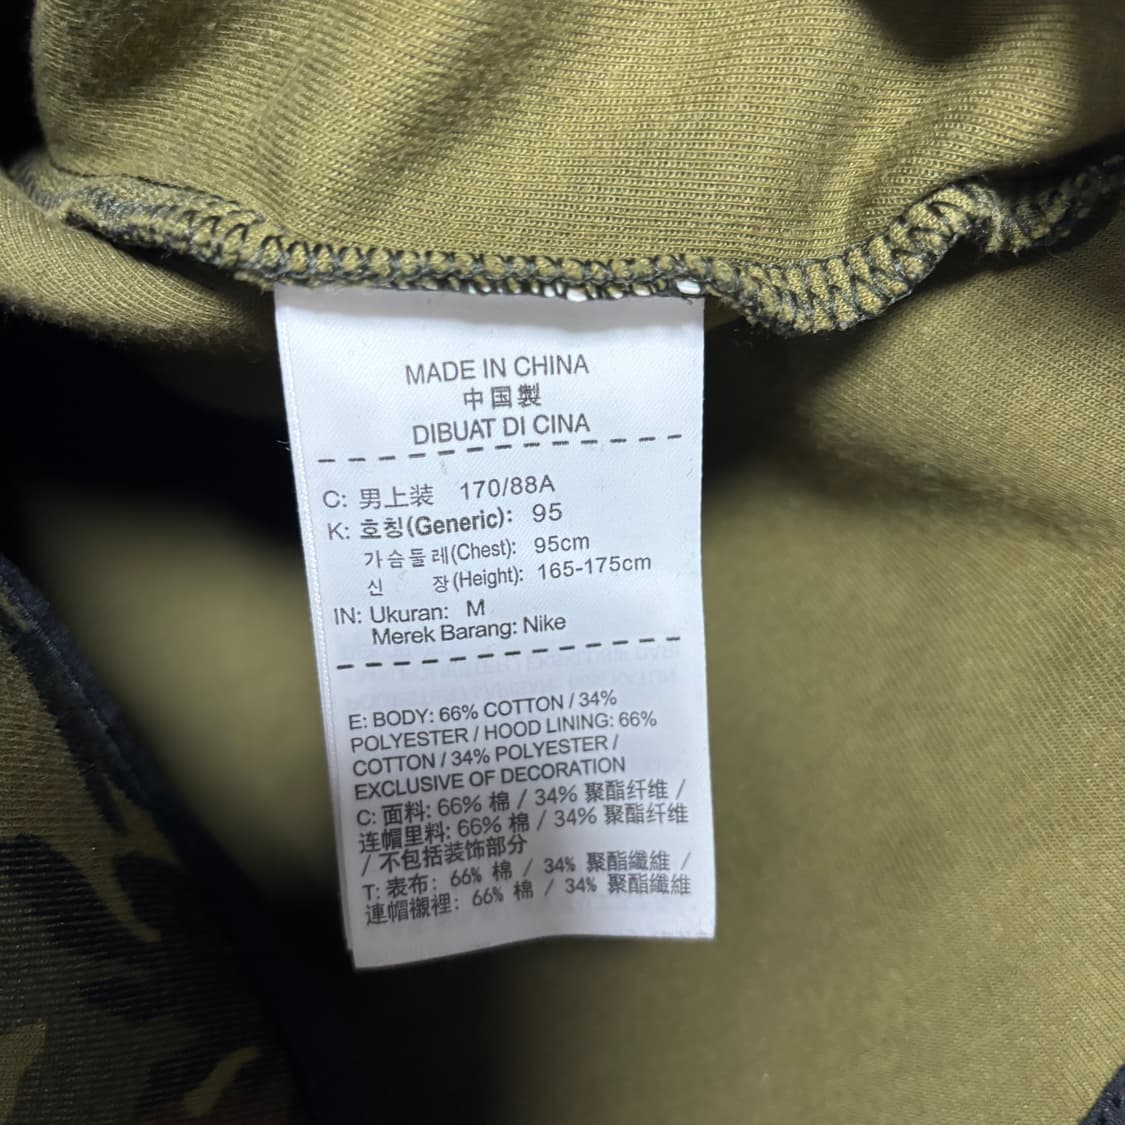 MADE IN CHINA
中国製
DIBUAT DI CINA
C: 男上装 170/88A
K: 호칭(Generic): 95
가슴둘레(Chest): 95cm
신 장(Height): 165-175cm
IN: Ukuran: M
Merek Barang: Nike
E: BODY: 66% COTTON / 34%
POLYESTER / HOOD LINING: 66%
COTTON / 34% POLYESTER /
EXCLUSIVE OF DECORATION
C: 面料: 66% 棉 / 34% 聚酯纤维 /
连帽里料: 66% 棉 / 34% 聚酯纤维
/ 不包括装饰部分
T: 表布: 66% 棉 / 34% 聚酯纖維 /
連帽襯裡: 66% 棉 / 34% 聚酯纖維